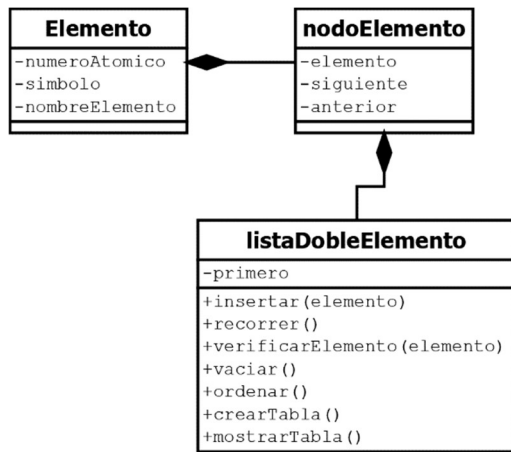 Elemento
-numeroAtomico
-simbolo
-nombreElemento
nodoElemento
-elemento
-siguiente
-anterior
listaDobleElemento
-primero
+insertar(elemento)
+recorrer()
+verificarElemento(elemento)
+vaciar()
+ordenar()
+crearTabla()
+mostrarTabla()